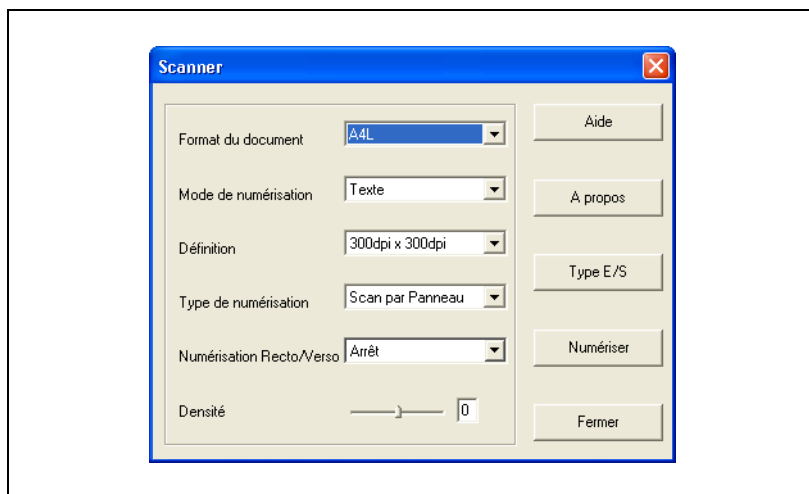 Scanner
Format du document A4L
Mode de numérisation Texte
Définition 300dpi x 300dpi
Type de numérisation Scan par Panneau
Numérisation Recto/Verso Arrêt
Densité 0
Aide
A propos
Type E/S
Numériser
Fermer